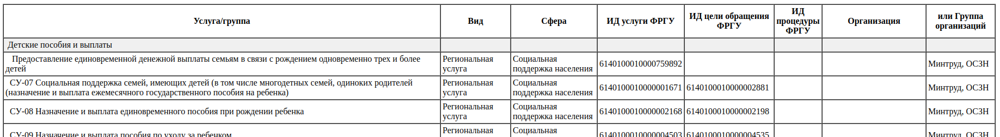 Услуга/группа Вид Сфера ИД услуги ФРГУ ИД цели обращения ФРГУ ИД процедуры ФРГУ Организация или Группа организаций
Детские пособия и выплаты
Предоставление единовременной денежной выплаты семьям в связи с рождением одновременно трех и более
детей
Региональная
услуга
Социальная
поддержка населения
6140100010000759892
Минтруд, ОСЗН
СУ-07 Социальная поддержка семей, имеющих детей (в том числе многодетных семей, одиноких родителей
(назначение и выплата ежемесячного государственного пособия на ребенка)
Региональная
услуга
Социальная
поддержка населения
6140100010000001671
6140100010000002881
Минтруд, ОСЗН
СУ-08 Назначение и выплата единовременного пособия при рождении ребенка
Региональная
услуга
Социальная
поддержка населения
6140100010000002168
6140100010000002198
Минтруд, ОСЗН
СУ-09 Назначение и выплата пособия по уходу за ребенком
Региональная
Социальная
6140100010000004503
6140100010000004535
Минтруд, ОСЗН